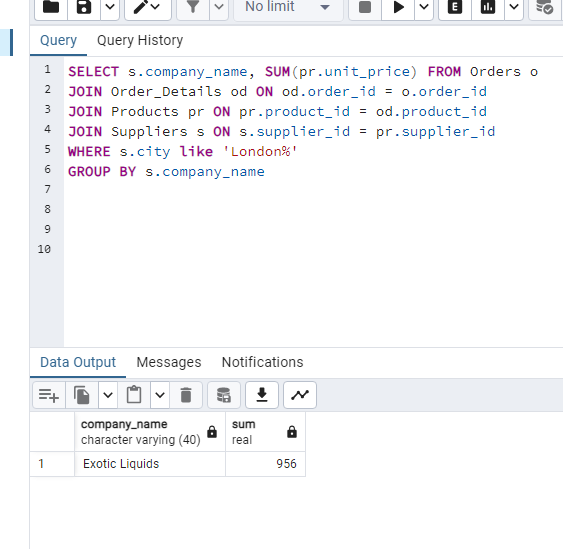 No limit
E
Query Query History
1 SELECT s.company_name, SUM(pr.unit_price) FROM Orders o
2 JOIN Order_Details od ON od.order_id = o.order_id
3 JOIN Products pr ON pr.product_id = od.product_id
4 JOIN Suppliers s ON s.supplier_id = pr.supplier_id
5 WHERE s.city like 'London%'
6 GROUP BY s.company_name
7
8
9
10
Data Output Messages Notifications
company_name sum
character varying (40) real
1 Exotic Liquids 956